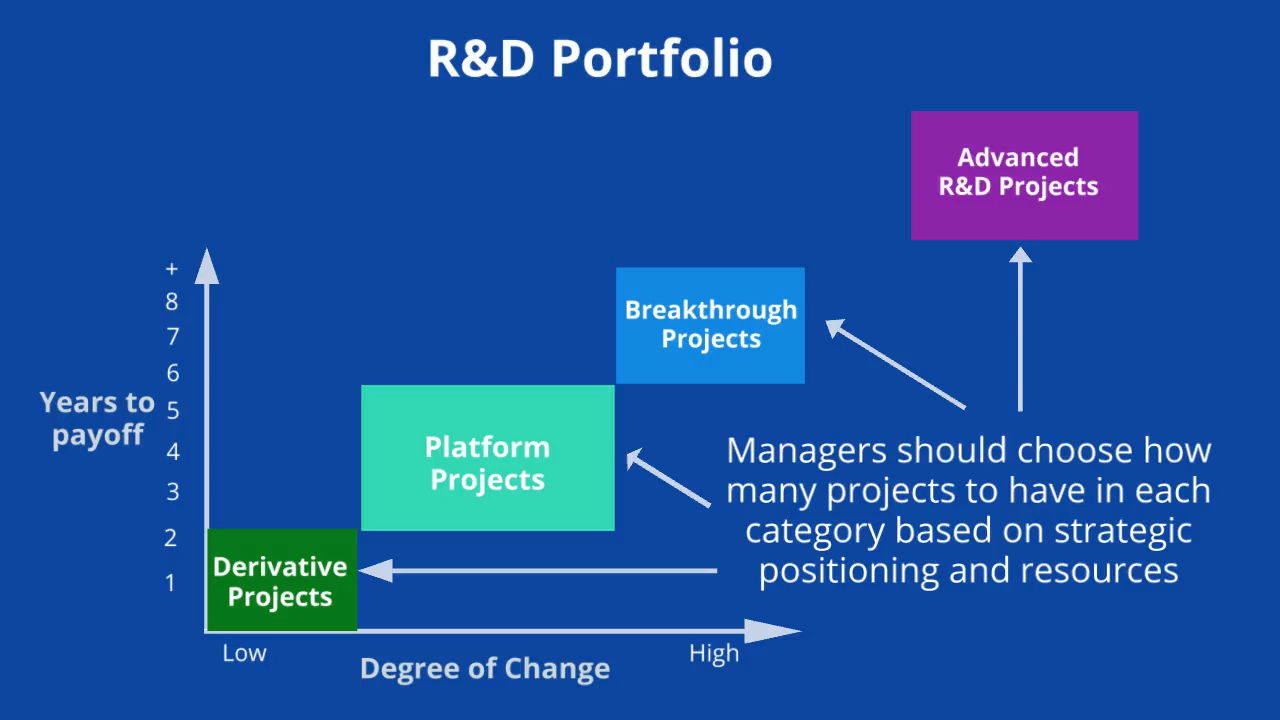 R&D Portfolio
Advanced
R&D Projects
+
8
7
6
5
4
3
2
1
Years to
payoff
Breakthrough
Projects
Platform
Projects
Derivative
Projects
Managers should choose how
many projects to have in each
category based on strategic
positioning and resources
Low
High
Degree of Change